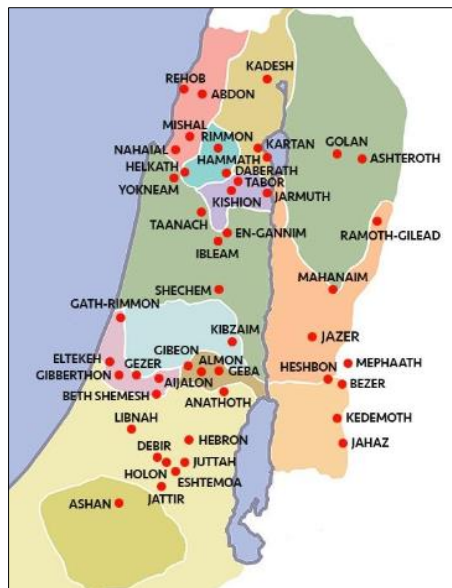 KADESH
REHOB
ABDON
MISHAL
RIMMON
KARTAN
GOLAN
NAHAIAL
HAMMATH
ASHTEROTH
HELKATH
DABERATH
YOKNEAM
TABOR
KISHION
JARMUTH
TAANACH
EN-GANNIM
RAMOTH-GILEAD
IBLEAM
SHECHEM
MAHANAIM
GATH-RIMMON
KIBZAIM
JAZER
ELTEKEH
GEZER
GIBEON
ALMON
HESHBON
MEPHAATH
GIBBERTHON
AIJALON
GEBA
BEZER
BETH SHEMESH
ANATHOTH
LIBNAH
KEDEMOTH
HEBRON
JAHAZ
DEBIR
JUTTAH
HOLON
ESHTEMOA
JATTIR
ASHAN